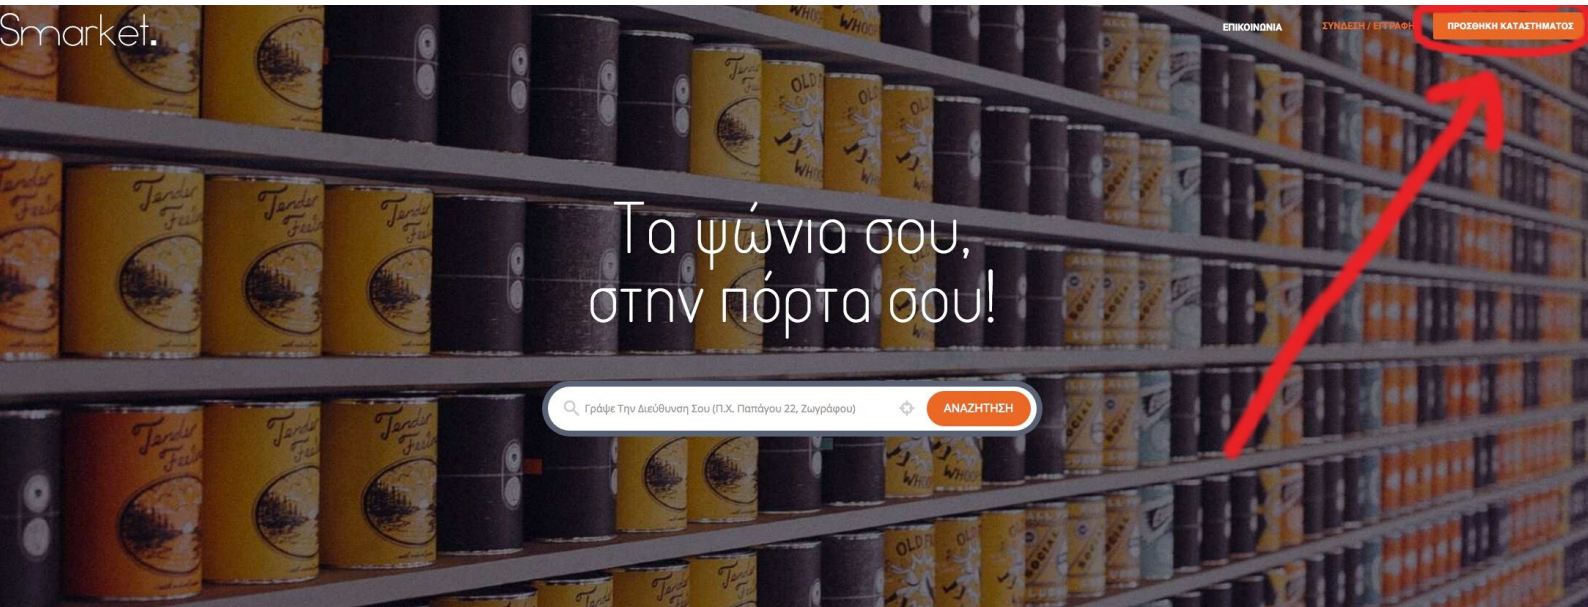 Smarket.
ΕΠΙΚΟΙΝΩΝΙΑ
ΣΥΝΔΕΣΗ / ΕΓΓΡΑΦΗ
ΠΡΟΣΘΗΚΗ ΚΑΤΑΣΤΗΜΑΤΟΣ
Τα ψώνια σου,
στην πόρτα σου!
Γράψε Την Διεύθυνση Σου (Π.Χ. Παπάγου 22, Ζωγράφου)
ΑΝΑΖΗΤΗΣΗ